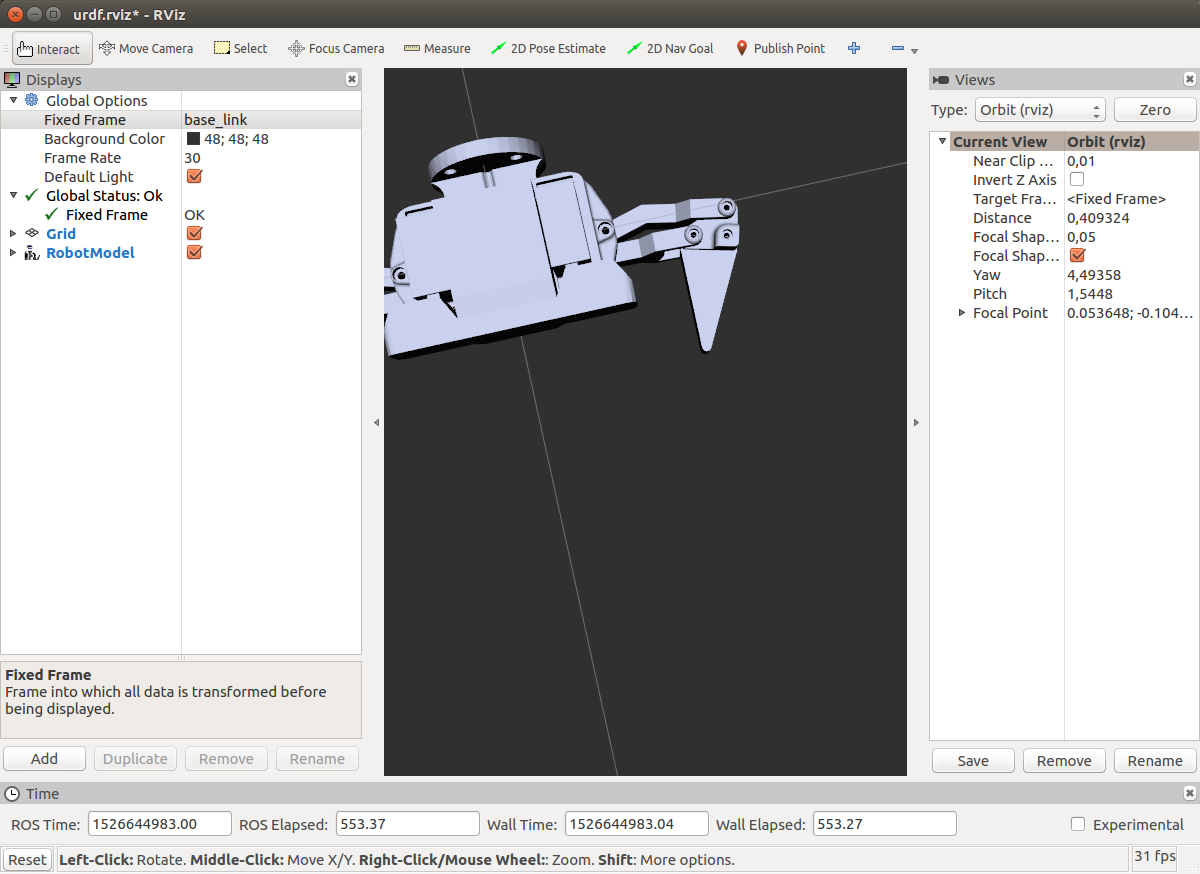 urdf.rviz* - RViz
Interact Move Camera Select Focus Camera Measure 2D Pose Estimate 2D Nav Goal Publish Point
Displays
Global Options
Fixed Frame base_link
Background Color 48; 48; 48
Frame Rate 30
Default Light
Global Status: Ok
Fixed Frame OK
Grid
RobotModel
Fixed Frame
Frame into which all data is transformed before
being displayed.
Add Duplicate Remove Rename
Views
Type: Orbit (rviz) Zero
Current View Orbit (rviz)
Near Clip ... 0,01
Invert Z Axis
Target Fra... <Fixed Frame>
Distance 0,409324
Focal Shap... 0,05
Focal Shap...
Yaw 4,49358
Pitch 1,5448
Focal Point 0.053648; -0.104...
Save Remove Rename
Time
ROS Time: 1526644983.00 ROS Elapsed: 553.37 Wall Time: 1526644983.04 Wall Elapsed: 553.27 Experimental
Reset Left-Click: Rotate. Middle-Click: Move X/Y. Right-Click/Mouse Wheel:: Zoom. Shift: More options. 31 fps